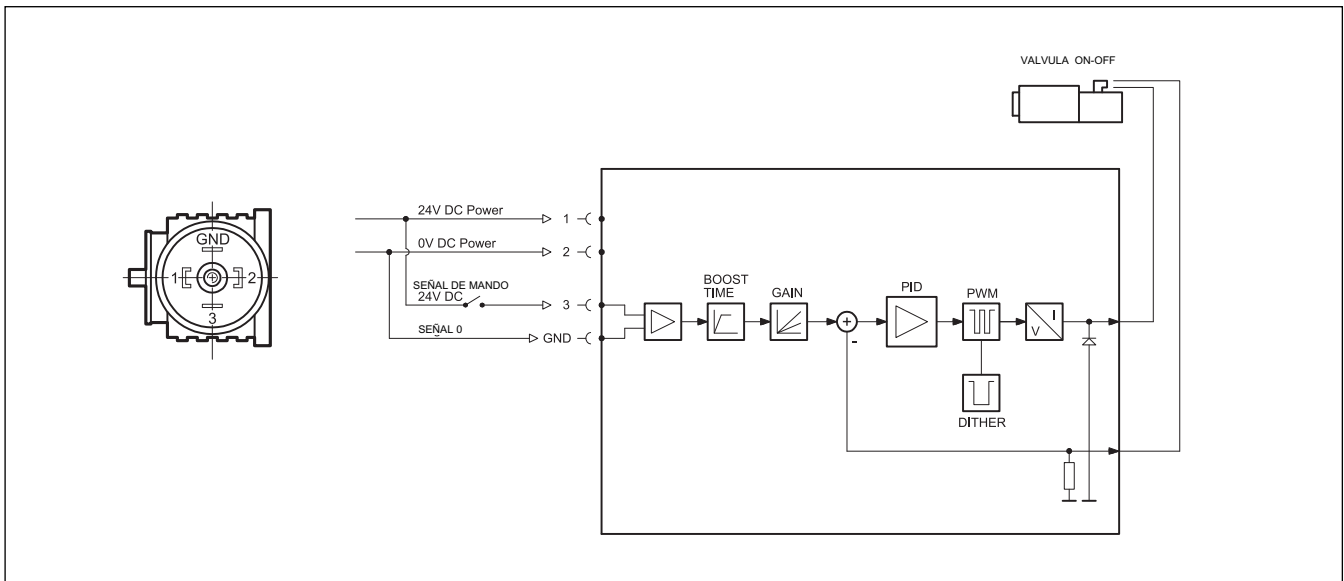 VALVULA ON-OFF
GND
1
2
3
24V DC Power
1
0V DC Power
2
SEÑAL DE MANDO
24V DC
3
SEÑAL 0
GND
BOOST
TIME
GAIN
+
-
PID
PWM
DITHER
V
I